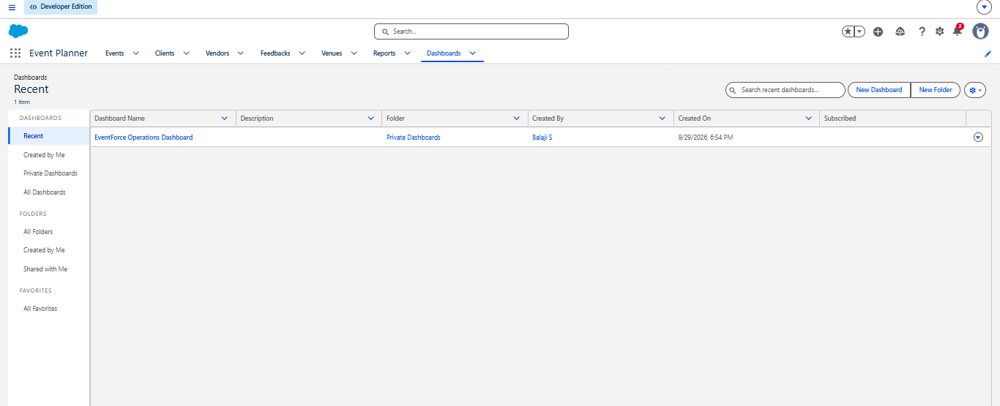 Developer Edition
Search...
2
Event Planner Events Clients Vendors Feedbacks Venues Reports Dashboards
Dashboards
Recent
1 item
Search recent dashboards... New Dashboard New Folder
DASHBOARDS
Recent
Created by Me
Private Dashboards
All Dashboards
FOLDERS
All Folders
Created by Me
Shared with Me
FAVORITES
All Favorites
Dashboard Name Description Folder Created By Created On Subscribed
EventForce Operations Dashboard Private Dashboards Balaji S 9/29/2026, 6:54 PM